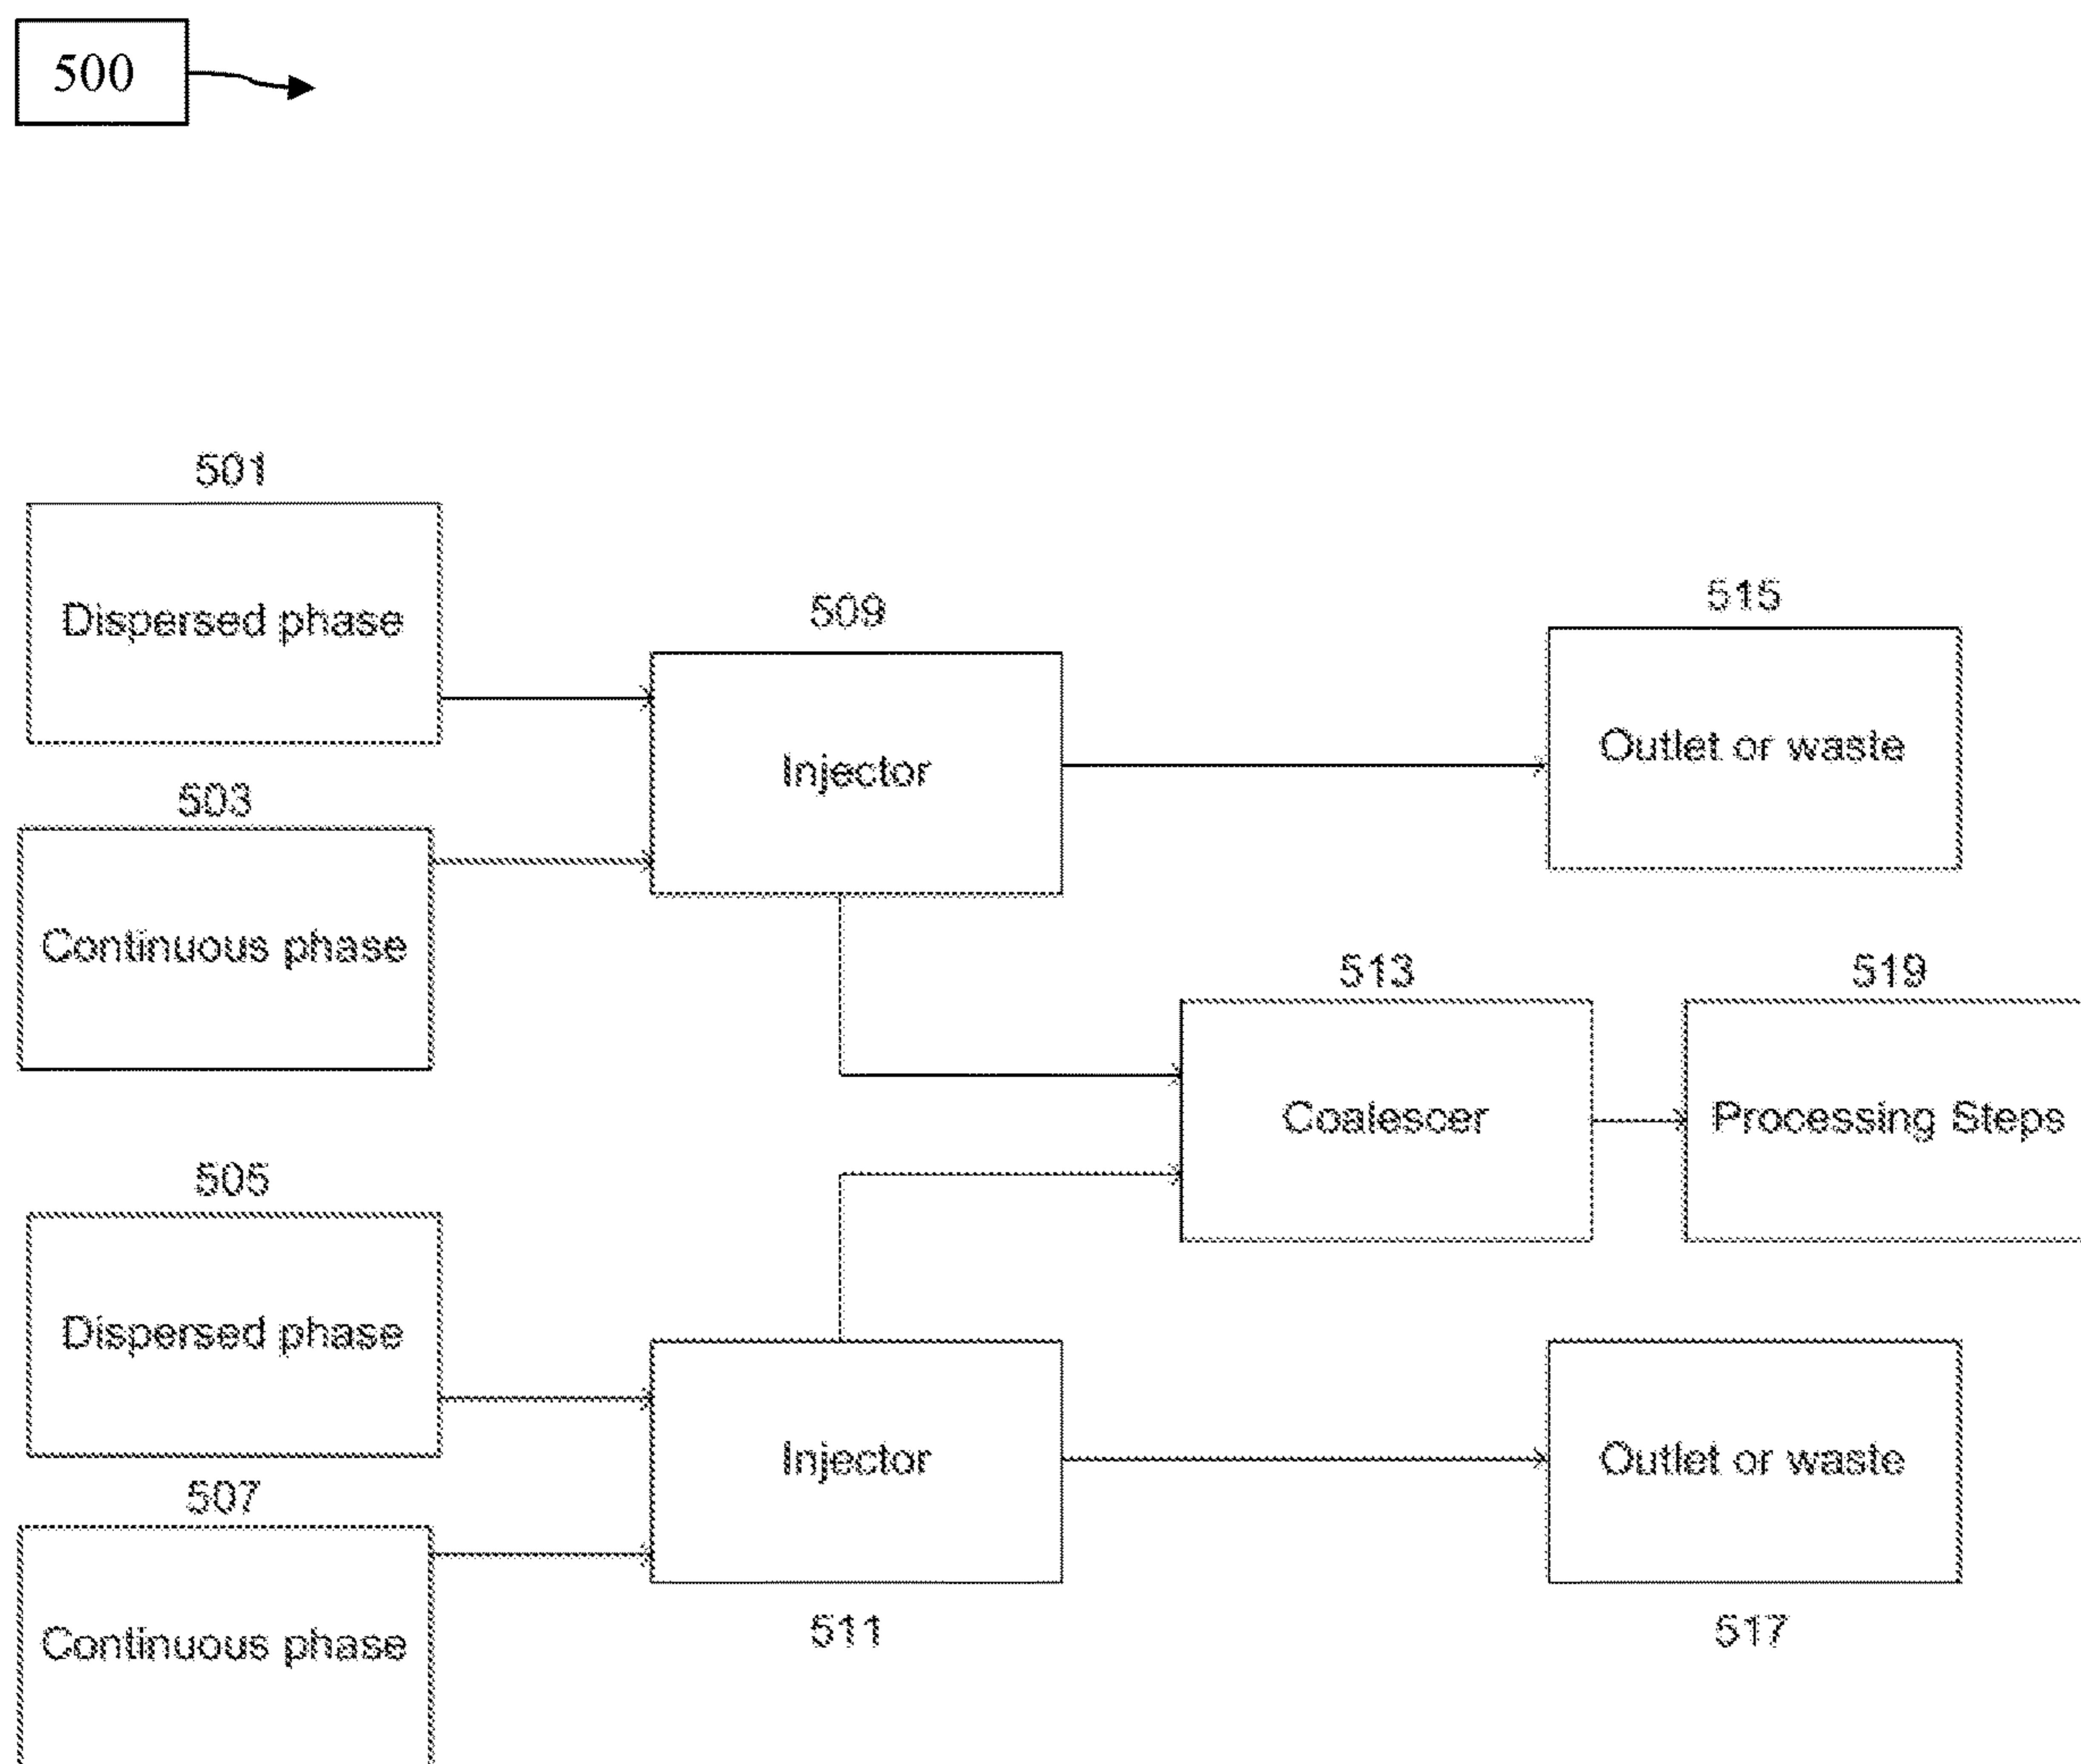 500
501
Dispersed phase
503
Continuous phase
509
Injector
515
Outlet or waste
513
Coalescer
519
Processing Steps
505
Dispersed phase
507
Continuous phase
Injector
511
Outlet or waste
517